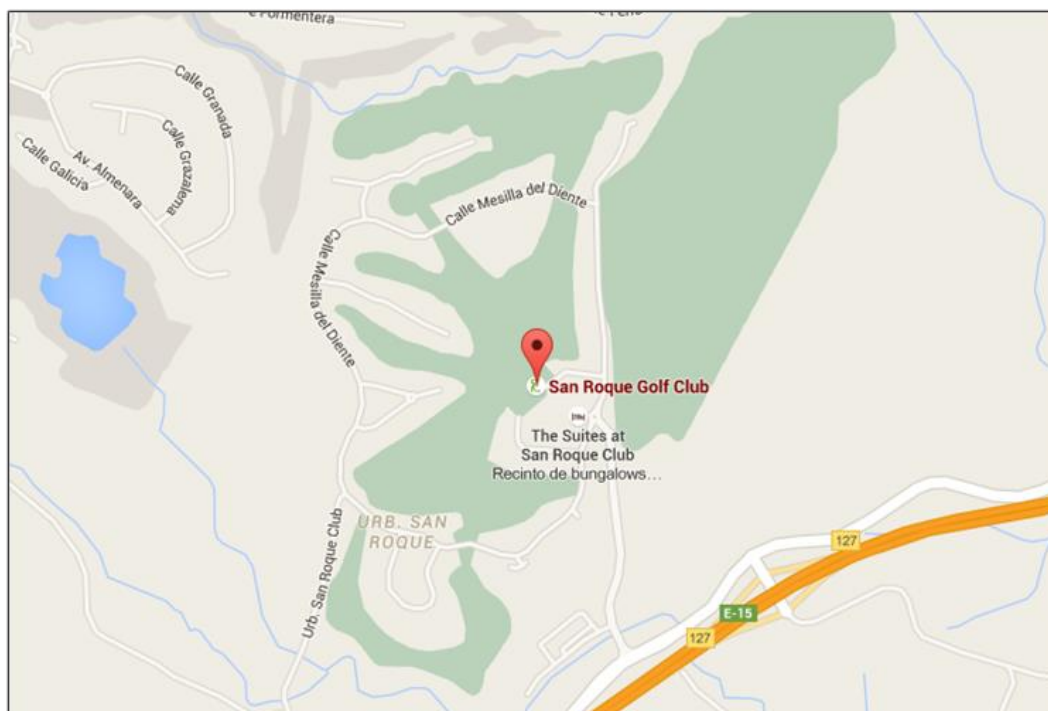 Formentera
Calle Granada
Calle Grazalema
Av. Almenara
Calle Galicia
Calle Mesilla del Diente
Calle Mesilla del Diente
San Roque Golf Club
The Suites at
San Roque Club
Recinto de bungalows…
URB. SAN
ROQUE
Urb. San Roque Club
127
E-15
127